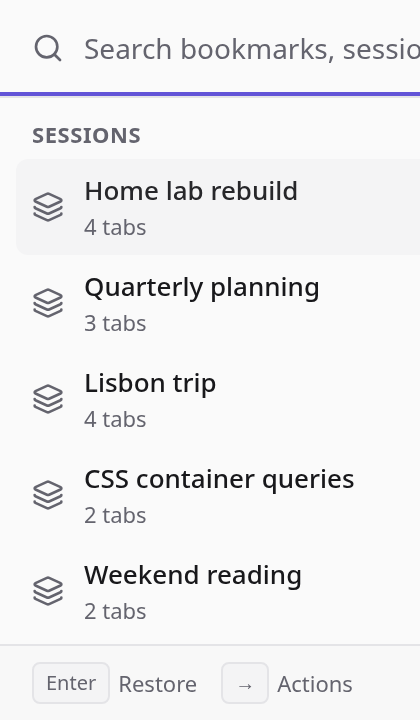 Search bookmarks, sessio
SESSIONS
Home lab rebuild
4 tabs
Quarterly planning
3 tabs
Lisbon trip
4 tabs
CSS container queries
2 tabs
Weekend reading
2 tabs
Enter Restore → Actions